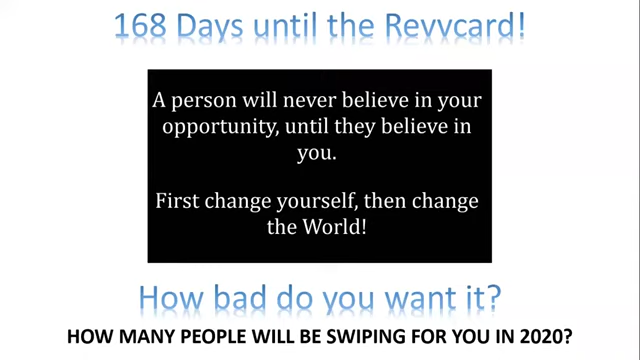 168 Days until the Revvcard!
A person will never believe in your
opportunity, until they believe in
you.
First change yourself, then change
the World!
How bad do you want it?
HOW MANY PEOPLE WILL BE SWIPING FOR YOU IN 2020?